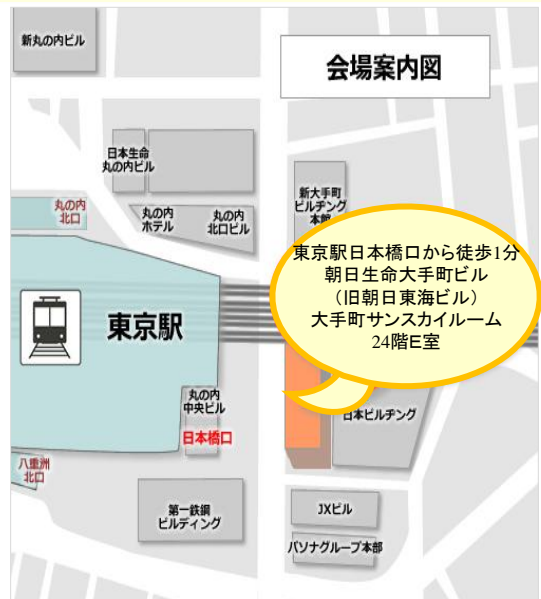 新丸の内ビル
会場案内図
日本生命
丸の内ビル
丸の内
北口
丸の内
ホテル
丸の内
北口ビル
新大手町
ビルヂング
本館
東京駅日本橋口から徒歩1分
朝日生命大手町ビル
（旧朝日東海ビル）
大手町サンスカイルーム
24階E室
東京駅
丸の内
中央ビル
日本橋口
日本ビルヂング
八重洲
北口
第一鉄鋼
ビルディング
JXビル
パソナグループ本部